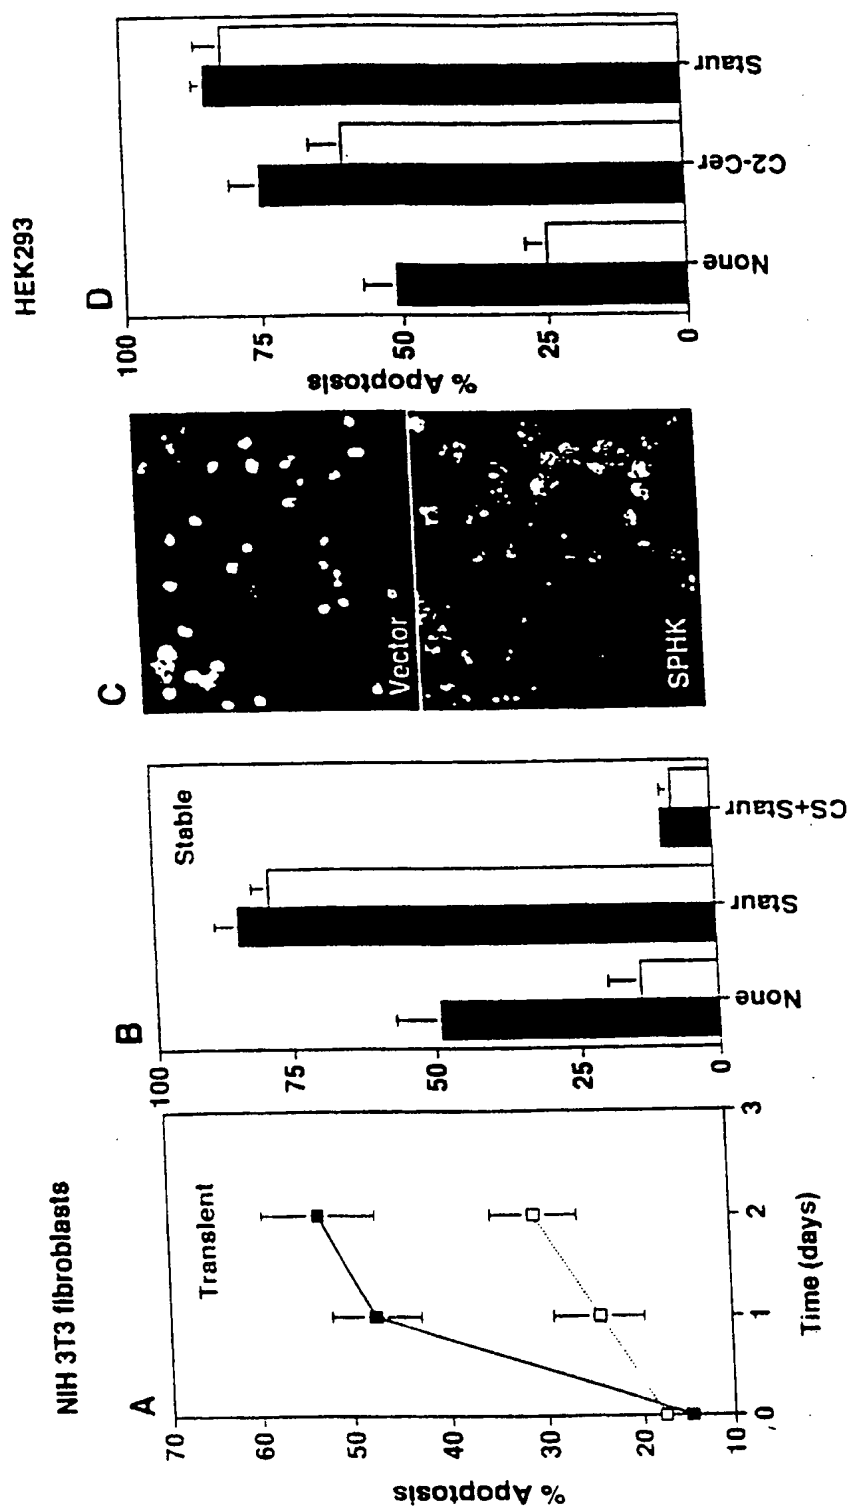 NIH 3T3 fibroblasts
HEK293
A
Transient
% Apoptosis
70
60
50
40
30
20
10
0
1
2
3
Time (days)
B
Stable
100
75
50
25
0
None
Staur
CS+Staur
C
Vector
SPHK
D
% Apoptosis
100
75
50
25
0
None
C2-Cer
Staur